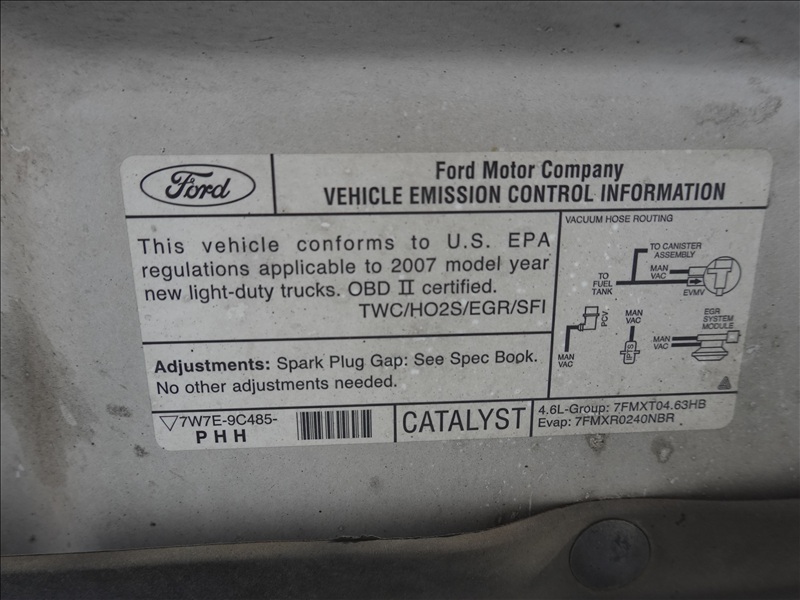 Ford
Ford Motor Company
VEHICLE EMISSION CONTROL INFORMATION
This vehicle conforms to U.S. EPA
regulations applicable to 2007 model year
new light-duty trucks. OBD II certified.
TWC/HO2S/EGR/SFI
Adjustments: Spark Plug Gap: See Spec Book.
No other adjustments needed.
VACUUM HOSE ROUTING
TO CANISTER
ASSEMBLY
TO
FUEL
TANK
MAN
VAC
EVMV
PCV
MAN
VAC
MAN
VAC
FTS
EGR
SYSTEM
MODULE
MAN
VAC
7W7E-9C485-
PHH
CATALYST
4.6L-Group: 7FMXT04.63HB
Evap: 7FMXR0240NBR